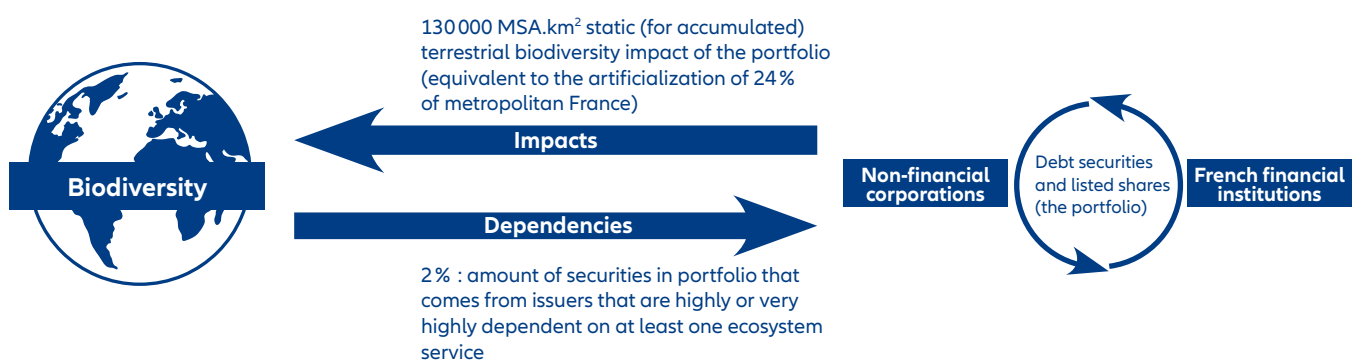 130 000 MSA.km² static (for accumulated)
terrestrial biodiversity impact of the portfolio
(equivalent to the artificialization of 24 %
of metropolitan France)
Impacts
Biodiversity
Non-financial
corporations
Debt securities
and listed shares
(the portfolio)
French financial
institutions
Dependencies
2 % : amount of securities in portfolio that
comes from issuers that are highly or very
highly dependent on at least one ecosystem
service